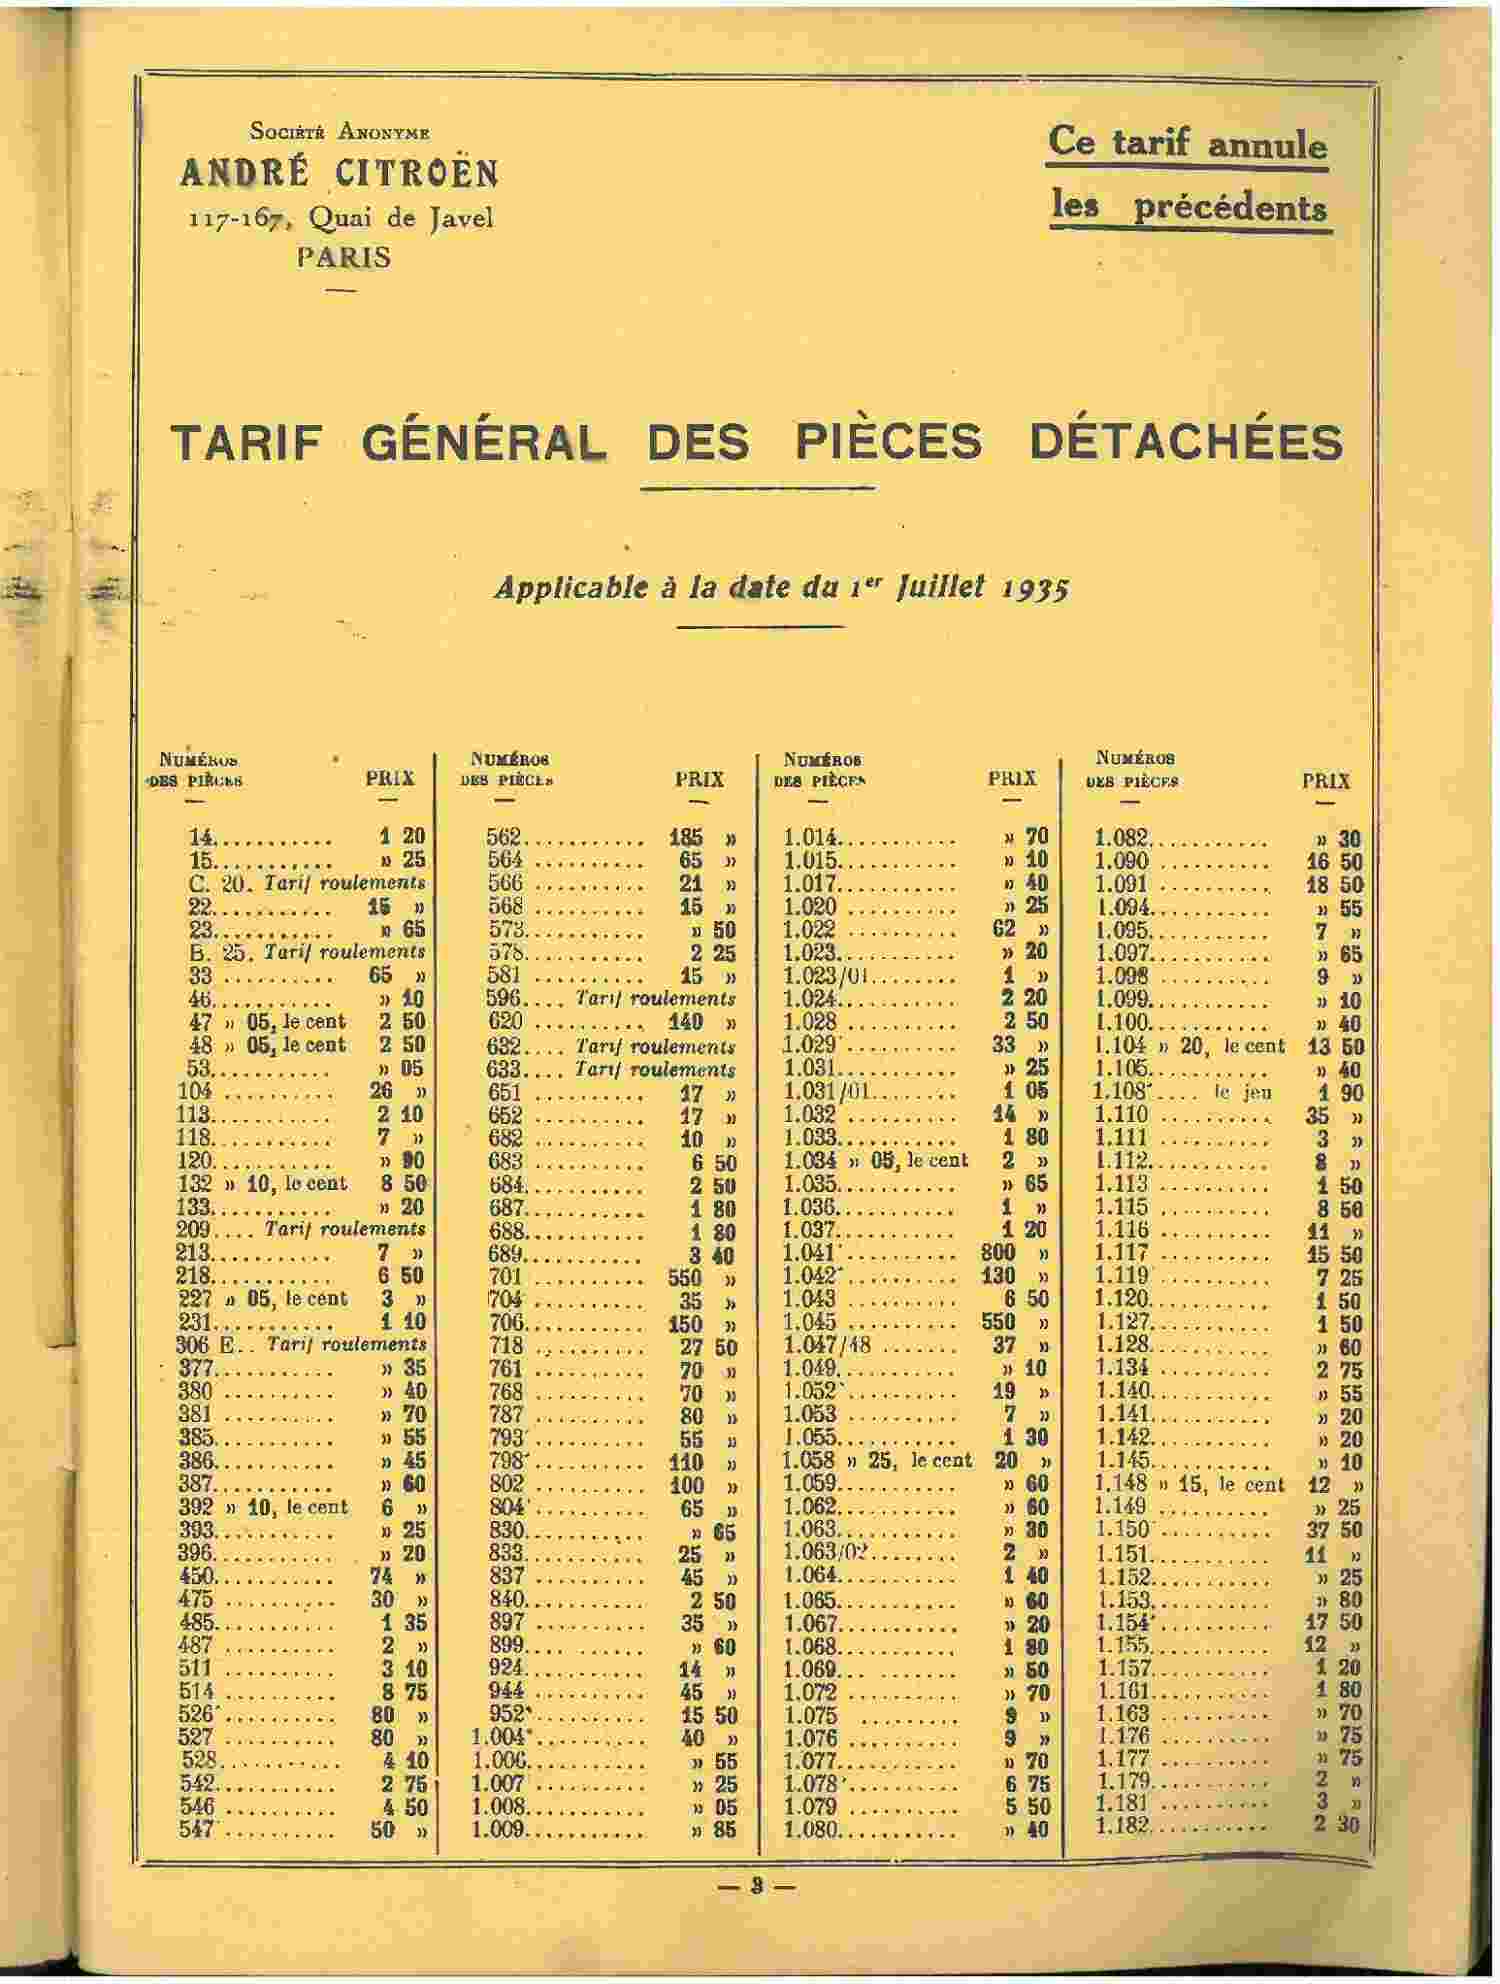 Société Anonyme
ANDRÉ CITROËN
117-167, Quai de Javel
PARIS
Ce tarif annule
les précédents
TARIF GÉNÉRAL DES PIÈCES DÉTACHÉES
Applicable à la date du 1er Juillet 1935
Numéros
des pièces PRIX
14........... 1 20
15........... » 25
C. 20. Tarif roulements
22........... 15 »
23........... » 65
B. 25. Tarif roulements
33 .......... 65 »
46........... » 10
47 » 05, le cent 2 50
48 » 05, le cent 2 50
53........... » 05
104 .......... 26 »
113........... 2 10
118........... 7 »
120........... » 90
132 » 10, le cent 8 50
133........... » 20
209.... Tarif roulements
213........... 7 »
218........... 6 50
227 » 05, le cent 3 »
231........... 1 10
306 E.. Tarif roulements
377........... » 35
380 .......... » 40
381 .......... » 70
385........... » 55
386........... » 45
387........... » 60
392 » 10, le cent 6 »
393........... » 25
396........... » 20
450........... 74 »
475 .......... 30 »
485........... 1 35
487 .......... 2 »
511 .......... 3 10
514 .......... 8 75
526 .......... 80 »
527 .......... 80 »
528........... 4 10
542........... 2 75
546 .......... 4 50
547 .......... 50 »
Numéros
des pièces PRIX
562........... 185 »
564 .......... 65 »
566 .......... 21 »
568 .......... 15 »
573........... » 50
578........... 2 25
581 .......... 15 »
596.... Tarif roulements
620 .......... 140 »
632.... Tarif roulements
633.... Tarif roulements
651 .......... 17 »
652 .......... 17 »
682 .......... 10 »
683 .......... 6 50
684........... 2 50
687........... 1 80
688........... 1 80
689........... 3 40
701 .......... 550 »
704 .......... 35 »
706........... 150 »
718 .......... 27 50
761 .......... 70 »
768 .......... 70 »
787 .......... 80 »
793 .......... 55 »
798 .......... 110 »
802 .......... 100 »
804 .......... 65 »
830........... » 65
833........... 25 »
837 .......... 45 »
840........... 2 50
897 .......... 35 »
899........... » 60
924........... 14 »
944 .......... 45 »
952 .......... 15 50
1.004 .......... 40 »
1.006........... » 55
1.007 .......... » 25
1.008........... » 05
1.009........... » 85
Numéros
des pièces PRIX
1.014........... » 70
1.015........... » 10
1.017........... » 40
1.020 .......... » 25
1.022 .......... 62 »
1.023........... » 20
1.023/01........ 1 »
1.024........... 2 20
1.028 .......... 2 50
1.029 .......... 33 »
1.031........... » 25
1.031/01........ 1 05
1.032 .......... 14 »
1.033........... 1 80
1.034 » 05, le cent 2 »
1.035........... » 65
1.036........... 1 »
1.037........... 1 20
1.041 .......... 800 »
1.042 .......... 130 »
1.043 .......... 6 50
1.045 .......... 550 »
1.047/48 ....... 37 »
1.049........... » 10
1.052 .......... 19 »
1.053 .......... 7 »
1.055........... 1 30
1.058 » 25, le cent 20 »
1.059........... » 60
1.062........... » 60
1.063........... » 30
1.063/02........ 2 »
1.064........... 1 40
1.065........... » 60
1.067........... » 20
1.068........... 1 80
1.069........... » 50
1.072 .......... » 70
1.075 ......... 9 »
1.076 .......... 9 »
1.077........... » 70
1.078 .......... 6 75
1.079 .......... 5 50
1.080........... » 40
Numéros
des pièces PRIX
1.082........... » 30
1.090 .......... 16 50
1.091 .......... 18 50
1.094........... » 55
1.095........... 7 »
1.097........... » 65
1.098 .......... 9 »
1.099........... » 10
1.100........... » 40
1.104 » 20, le cent 13 50
1.105........... » 40
1.108 .... le jeu 1 90
1.110 .......... 35 »
1.111 .......... 3 »
1.112........... 8 »
1.113 .......... 1 50
1.115 .......... 8 50
1.116 .......... 11 »
1.117 .......... 15 50
1.119 .......... 7 25
1.120........... 1 50
1.127........... 1 50
1.128........... » 60
1.134 .......... 2 75
1.140........... » 55
1.141........... » 20
1.142........... » 20
1.145........... » 10
1.148 » 15, le cent 12 »
1.149 .......... » 25
1.150 .......... 37 50
1.151........... 11 »
1.152........... » 25
1.153........... » 80
1.154 .......... 17 50
1.155........... 12 »
1.157........... 1 20
1.161........... 1 80
1.163 .......... » 70
1.176 .......... » 75
1.177 .......... » 75
1.179........... 2 »
1.181 .......... 3 »
1.182........... 2 30
— 3 —